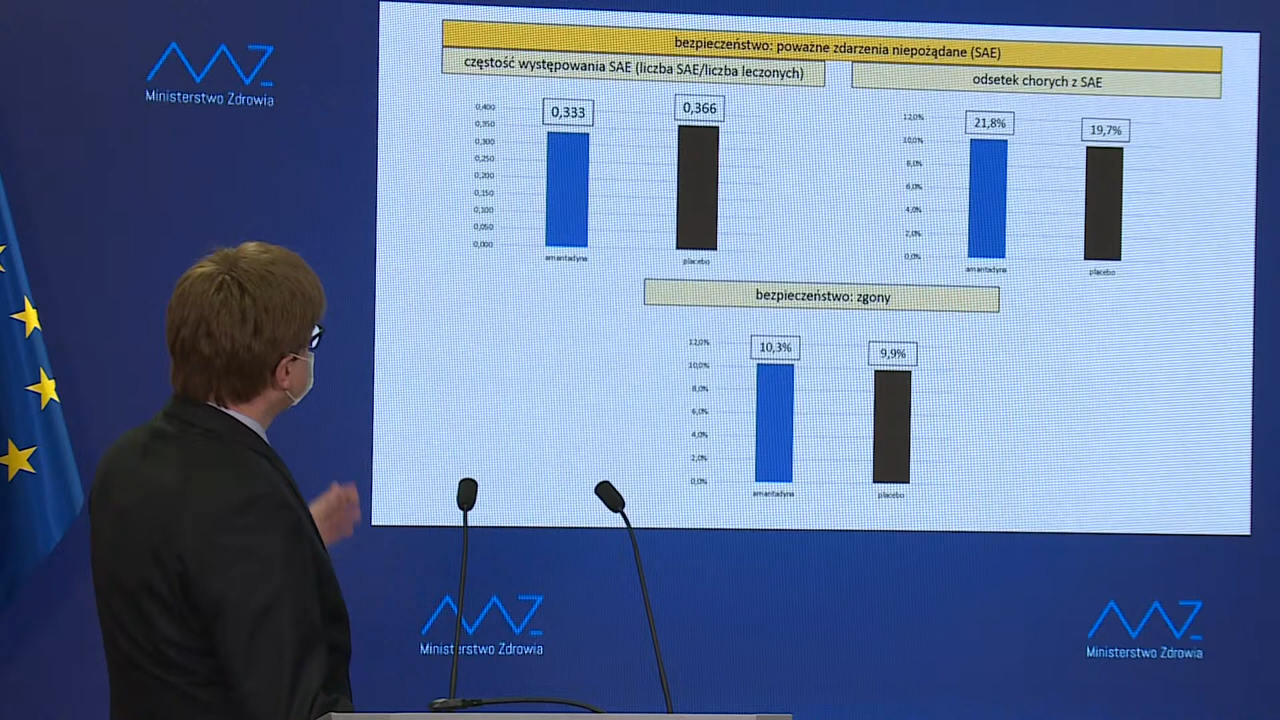 Ministerstwo Zdrowia
bezpieczeństwo: poważne zdarzenia niepożądane (SAE)
częstość występowania SAE (liczba SAE/liczba leczonych)
0,400
0,350
0,300
0,250
0,200
0,150
0,100
0,050
0,000
0,333
0,366
amantadyna
placebo
odsetek chorych z SAE
12,0%
10,0%
8,0%
6,0%
4,0%
2,0%
0,0%
21,8%
19,7%
amantadyna
placebo
bezpieczeństwo: zgony
12,0%
10,0%
8,0%
6,0%
4,0%
2,0%
0,0%
10,3%
9,9%
amantadyna
placebo
Ministerstwo Zdrowia
Ministerstwo Zdrowia